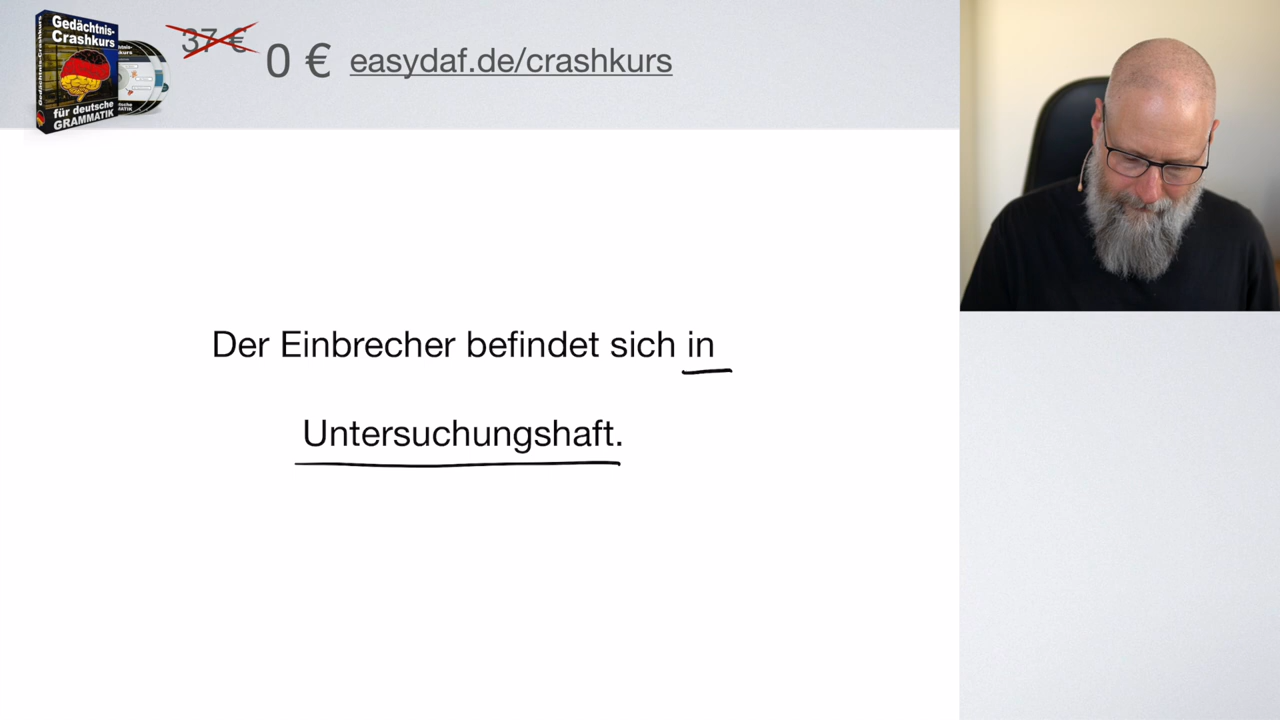 Gedächtnis-
Crashkurs
für deutsche
GRAMMATIK
37 €
0 €
easydaf.de/crashkurs
Der Einbrecher befindet sich in
Untersuchungshaft.